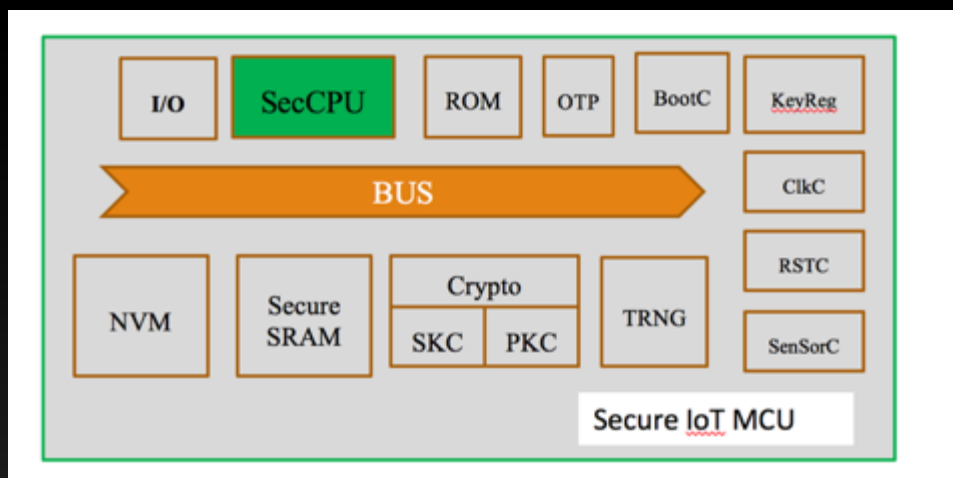 I/O
SecCPU
ROM
OTP
BootC
KeyReg
BUS
ClkC
RSTC
SenSorC
NVM
Secure
SRAM
Crypto
SKC
PKC
TRNG
Secure IoT MCU